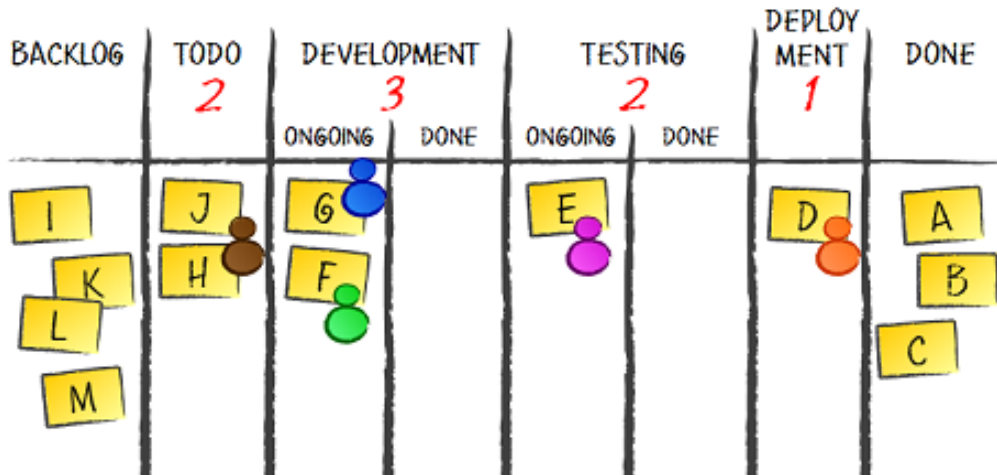 BACKLOG
TODO
2
DEVELOPMENT
3
ONGOING DONE
TESTING
2
ONGOING DONE
DEPLOY
MENT
1
DONE
I
K
L
M
J
H
G
F
E
D
A
B
C